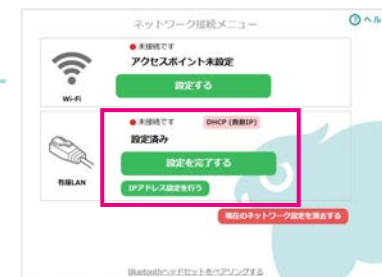 ネットワーク接続メニュー
ヘル
未接続です
アクセスポイント未設定
設定する
Wi-Fi
未接続です DHCP (自動IP)
設定済み
設定を完了する
IPアドレス設定を行う
有線LAN
現在のネットワーク設定を消去する
Bluetoothヘッドセットをペアリングする